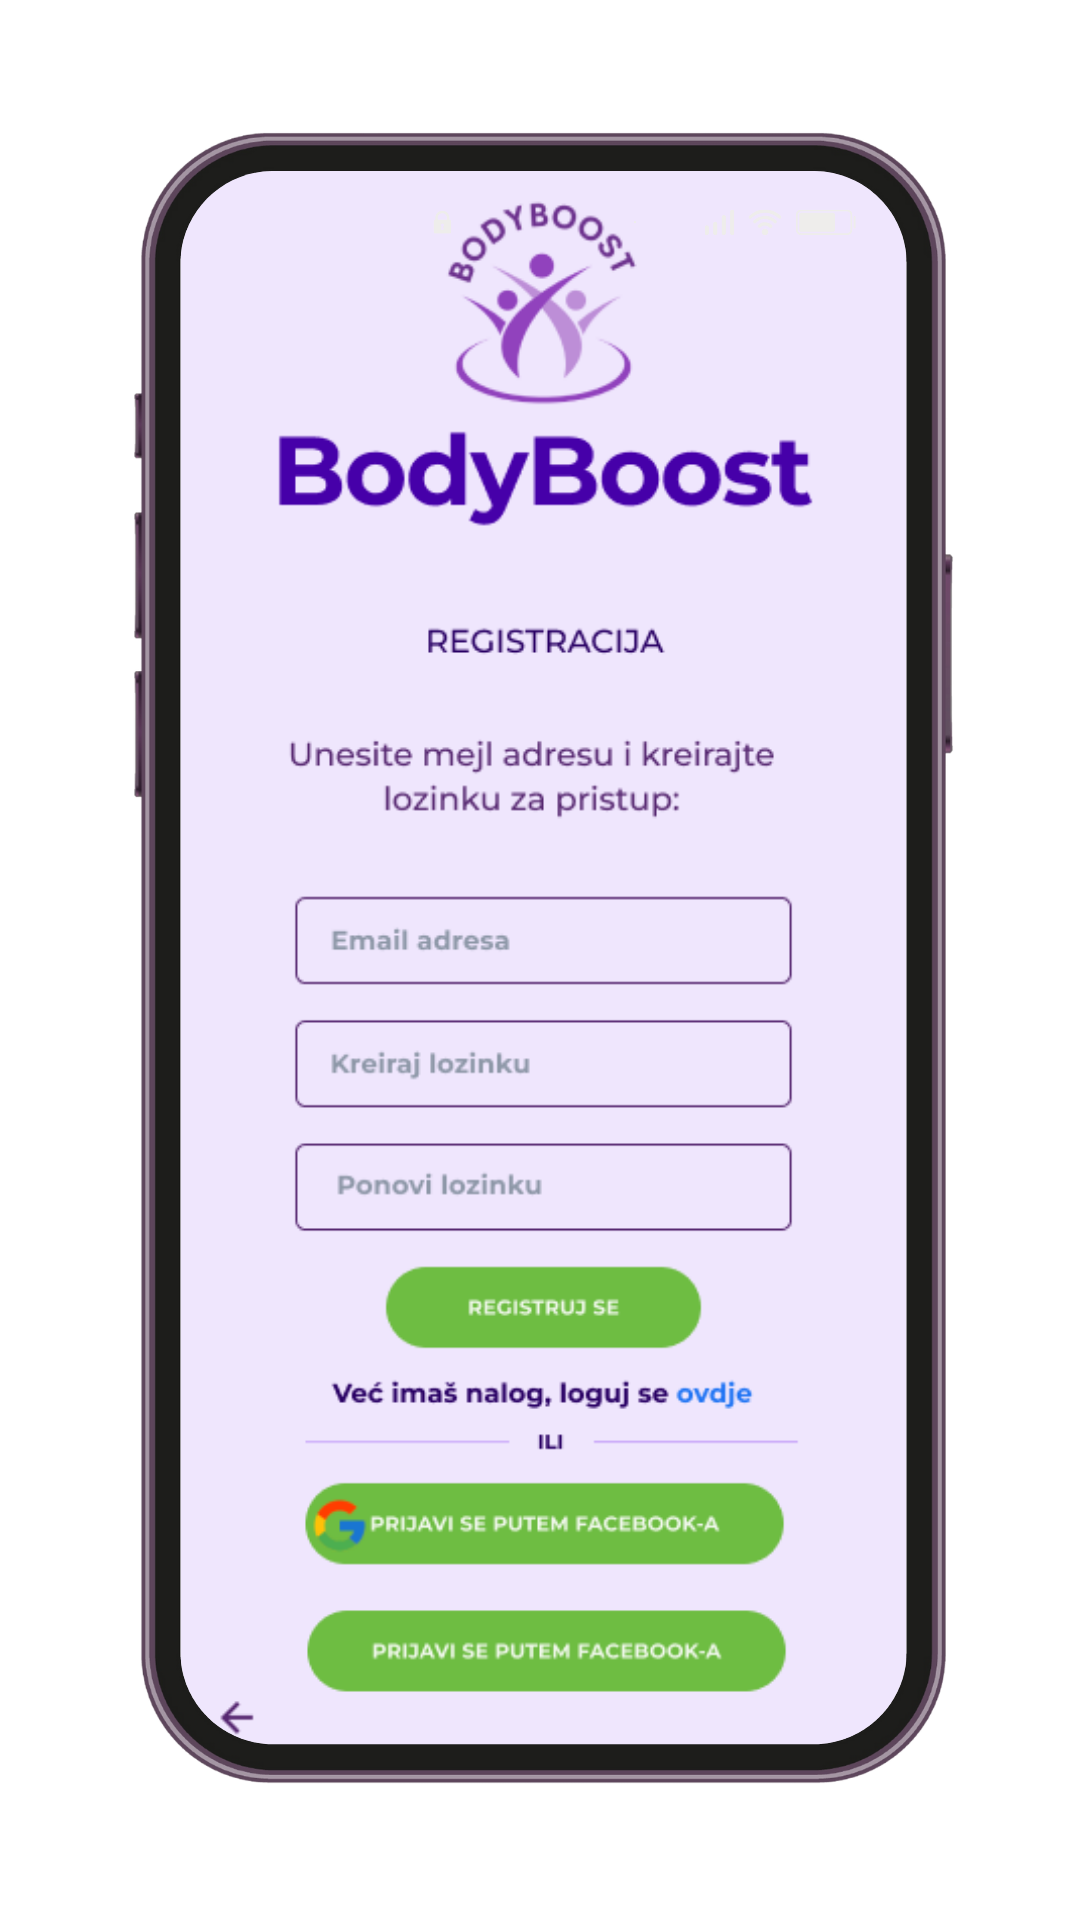 BODYBOOST
BodyBoost
REGISTRACIJA
Unesite mejl adresu i kreirajte
lozinku za pristup:
Email adresa
Kreiraj lozinku
Ponovi lozinku
REGISTRUJ SE
Već imaš nalog, loguj se ovdje
ILI
PRIJAVI SE PUTEM FACEBOOK-A
PRIJAVI SE PUTEM FACEBOOK-A